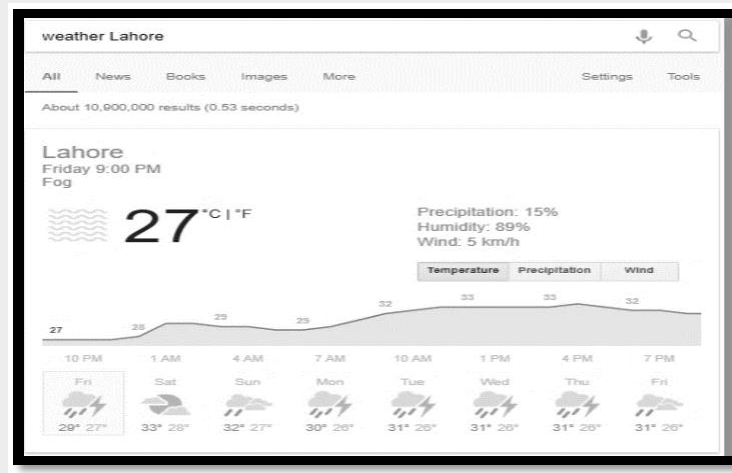 weather Lahore
All News Books Images More Settings Tools
About 10,900,000 results (0.53 seconds)
Lahore
Friday 9:00 PM
Fog
27 °C | °F
Precipitation: 15%
Humidity: 89%
Wind: 5 km/h
Temperature Precipitation Wind
27 28 29 29 32 33 33 32
10 PM 1 AM 4 AM 7 AM 10 AM 1 PM 4 PM 7 PM
Fri Sat Sun Mon Tue Wed Thu Fri
29° 27° 33° 28° 32° 27° 30° 26° 31° 26° 31° 26° 31° 26° 31° 26°